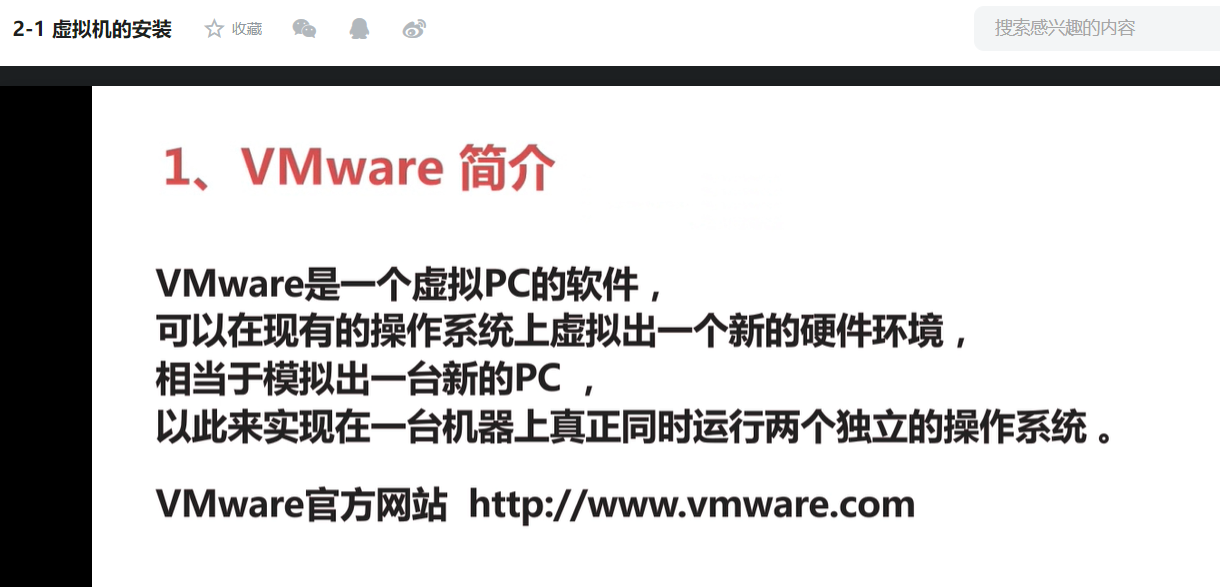 2-1 虚拟机的安装
收藏
搜索感兴趣的内容
1、VMware 简介
VMware是一个虚拟PC的软件，
可以在现有的操作系统上虚拟出一个新的硬件环境，
相当于模拟出一台新的PC ，
以此来实现在一台机器上真正同时运行两个独立的操作系统 。
VMware官方网站 http://www.vmware.com